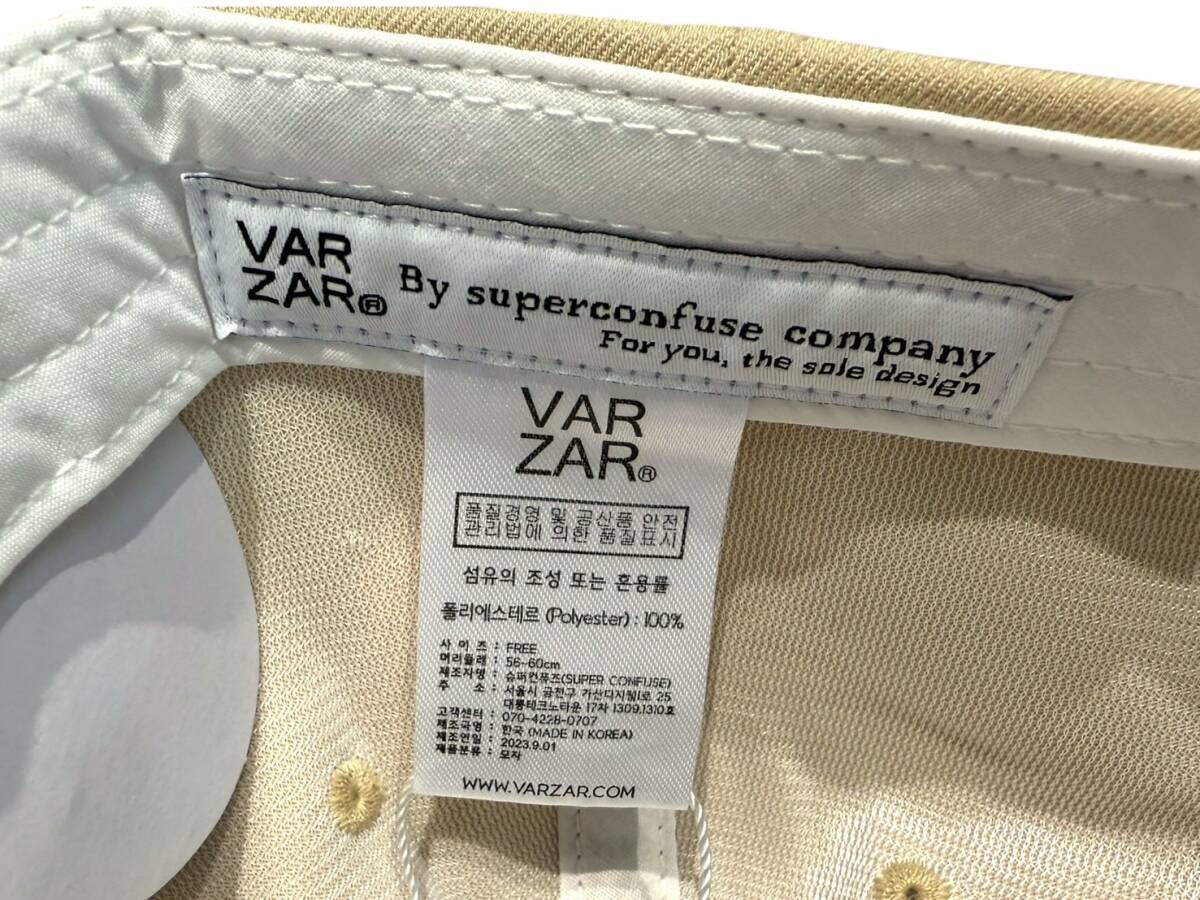 VAR
ZAR® By superconfuse company
For you, the sole design
VAR
ZAR®
품질경영 및 공산품 안전
관리법에 의한 품질표시
섬유의 조성 또는 혼용률
폴리에스테르 (Polyester) : 100%
사 이 즈 : FREE
머리둘레 : 56~60cm
제조자명 : 슈퍼컨퓨즈(SUPER CONFUSE)
주 소 : 서울시 금천구 가산디지털1로 25
대륭테크노타운 17차 1309,1310호
고객센터 : 070-4228-0707
제조국명 : 한국 (MADE IN KOREA)
제조연일 : 2023.9.01
제품분류 : 모자
WWW.VARZAR.COM